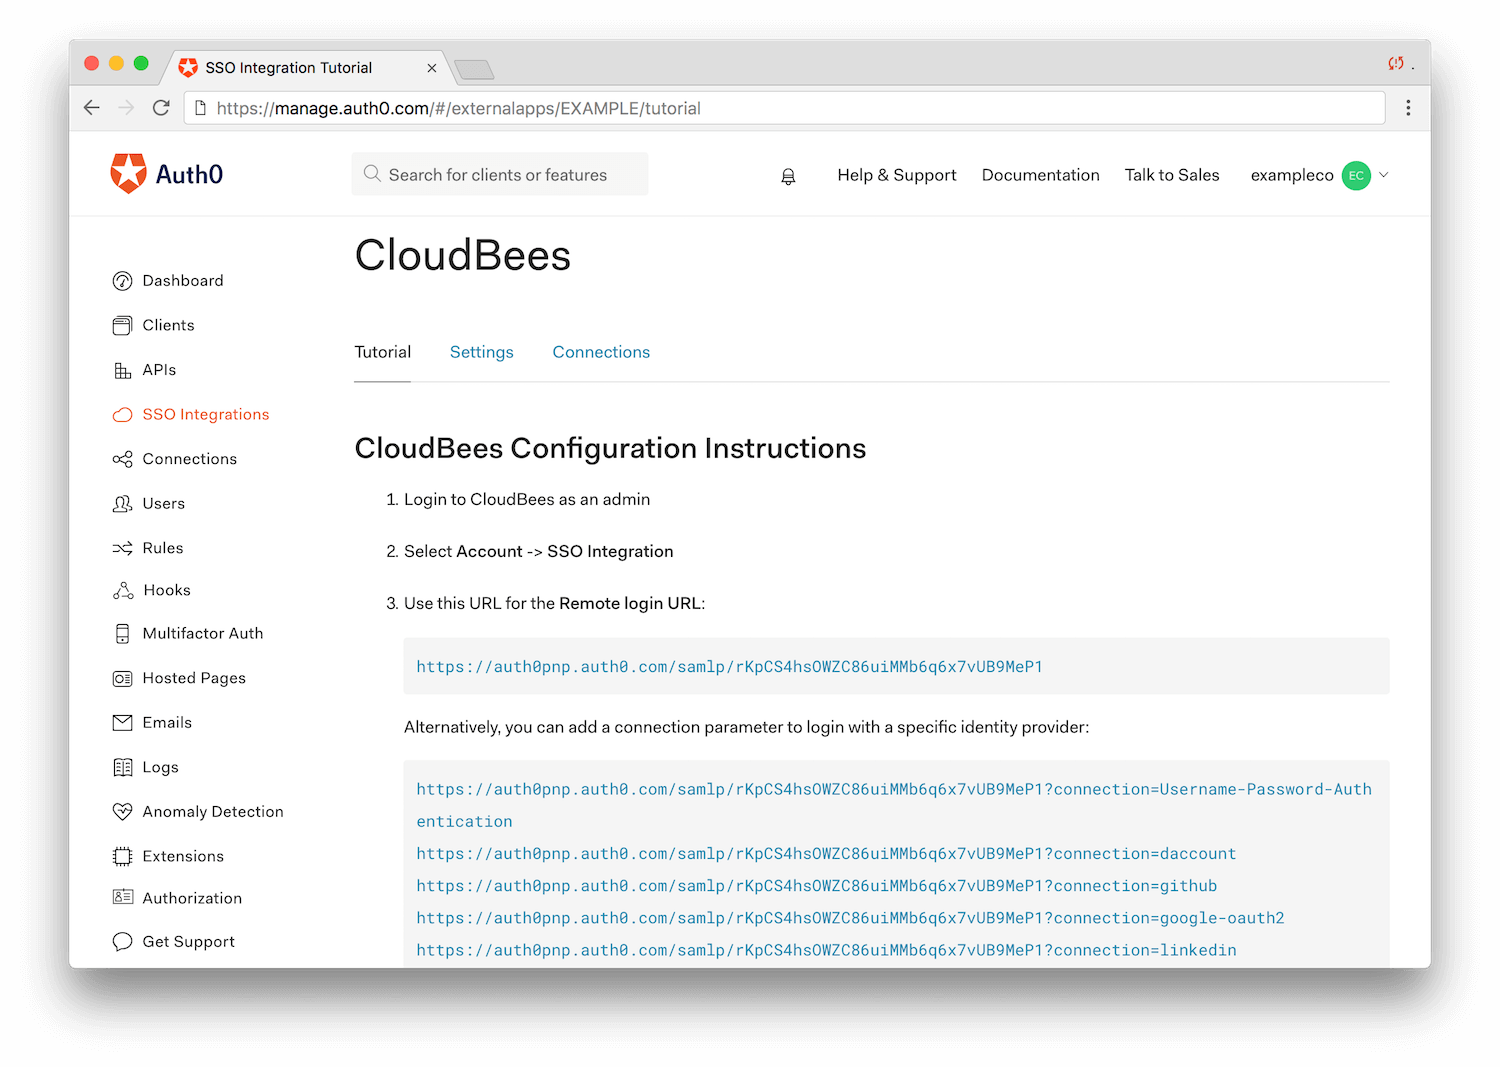 SSO Integration Tutorial
https://manage.auth0.com/#/externalapps/EXAMPLE/tutorial
Auth0
Search for clients or features
Help & Support
Documentation
Talk to Sales
exampleco
EC
Dashboard
Clients
APIs
SSO Integrations
Connections
Users
Rules
Hooks
Multifactor Auth
Hosted Pages
Emails
Logs
Anomaly Detection
Extensions
Authorization
Get Support
CloudBees
Tutorial
Settings
Connections
CloudBees Configuration Instructions
1. Login to CloudBees as an admin
2. Select Account -> SSO Integration
3. Use this URL for the Remote login URL:
https://auth0pnp.auth0.com/samlp/rKpCS4hsOWZC86uiMMb6q6x7vUB9MeP1
Alternatively, you can add a connection parameter to login with a specific identity provider:
https://auth0pnp.auth0.com/samlp/rKpCS4hsOWZC86uiMMb6q6x7vUB9MeP1?connection=Username-Password-Auth
entication
https://auth0pnp.auth0.com/samlp/rKpCS4hsOWZC86uiMMb6q6x7vUB9MeP1?connection=daccount
https://auth0pnp.auth0.com/samlp/rKpCS4hsOWZC86uiMMb6q6x7vUB9MeP1?connection=github
https://auth0pnp.auth0.com/samlp/rKpCS4hsOWZC86uiMMb6q6x7vUB9MeP1?connection=google-oauth2
https://auth0pnp.auth0.com/samlp/rKpCS4hsOWZC86uiMMb6q6x7vUB9MeP1?connection=linkedin